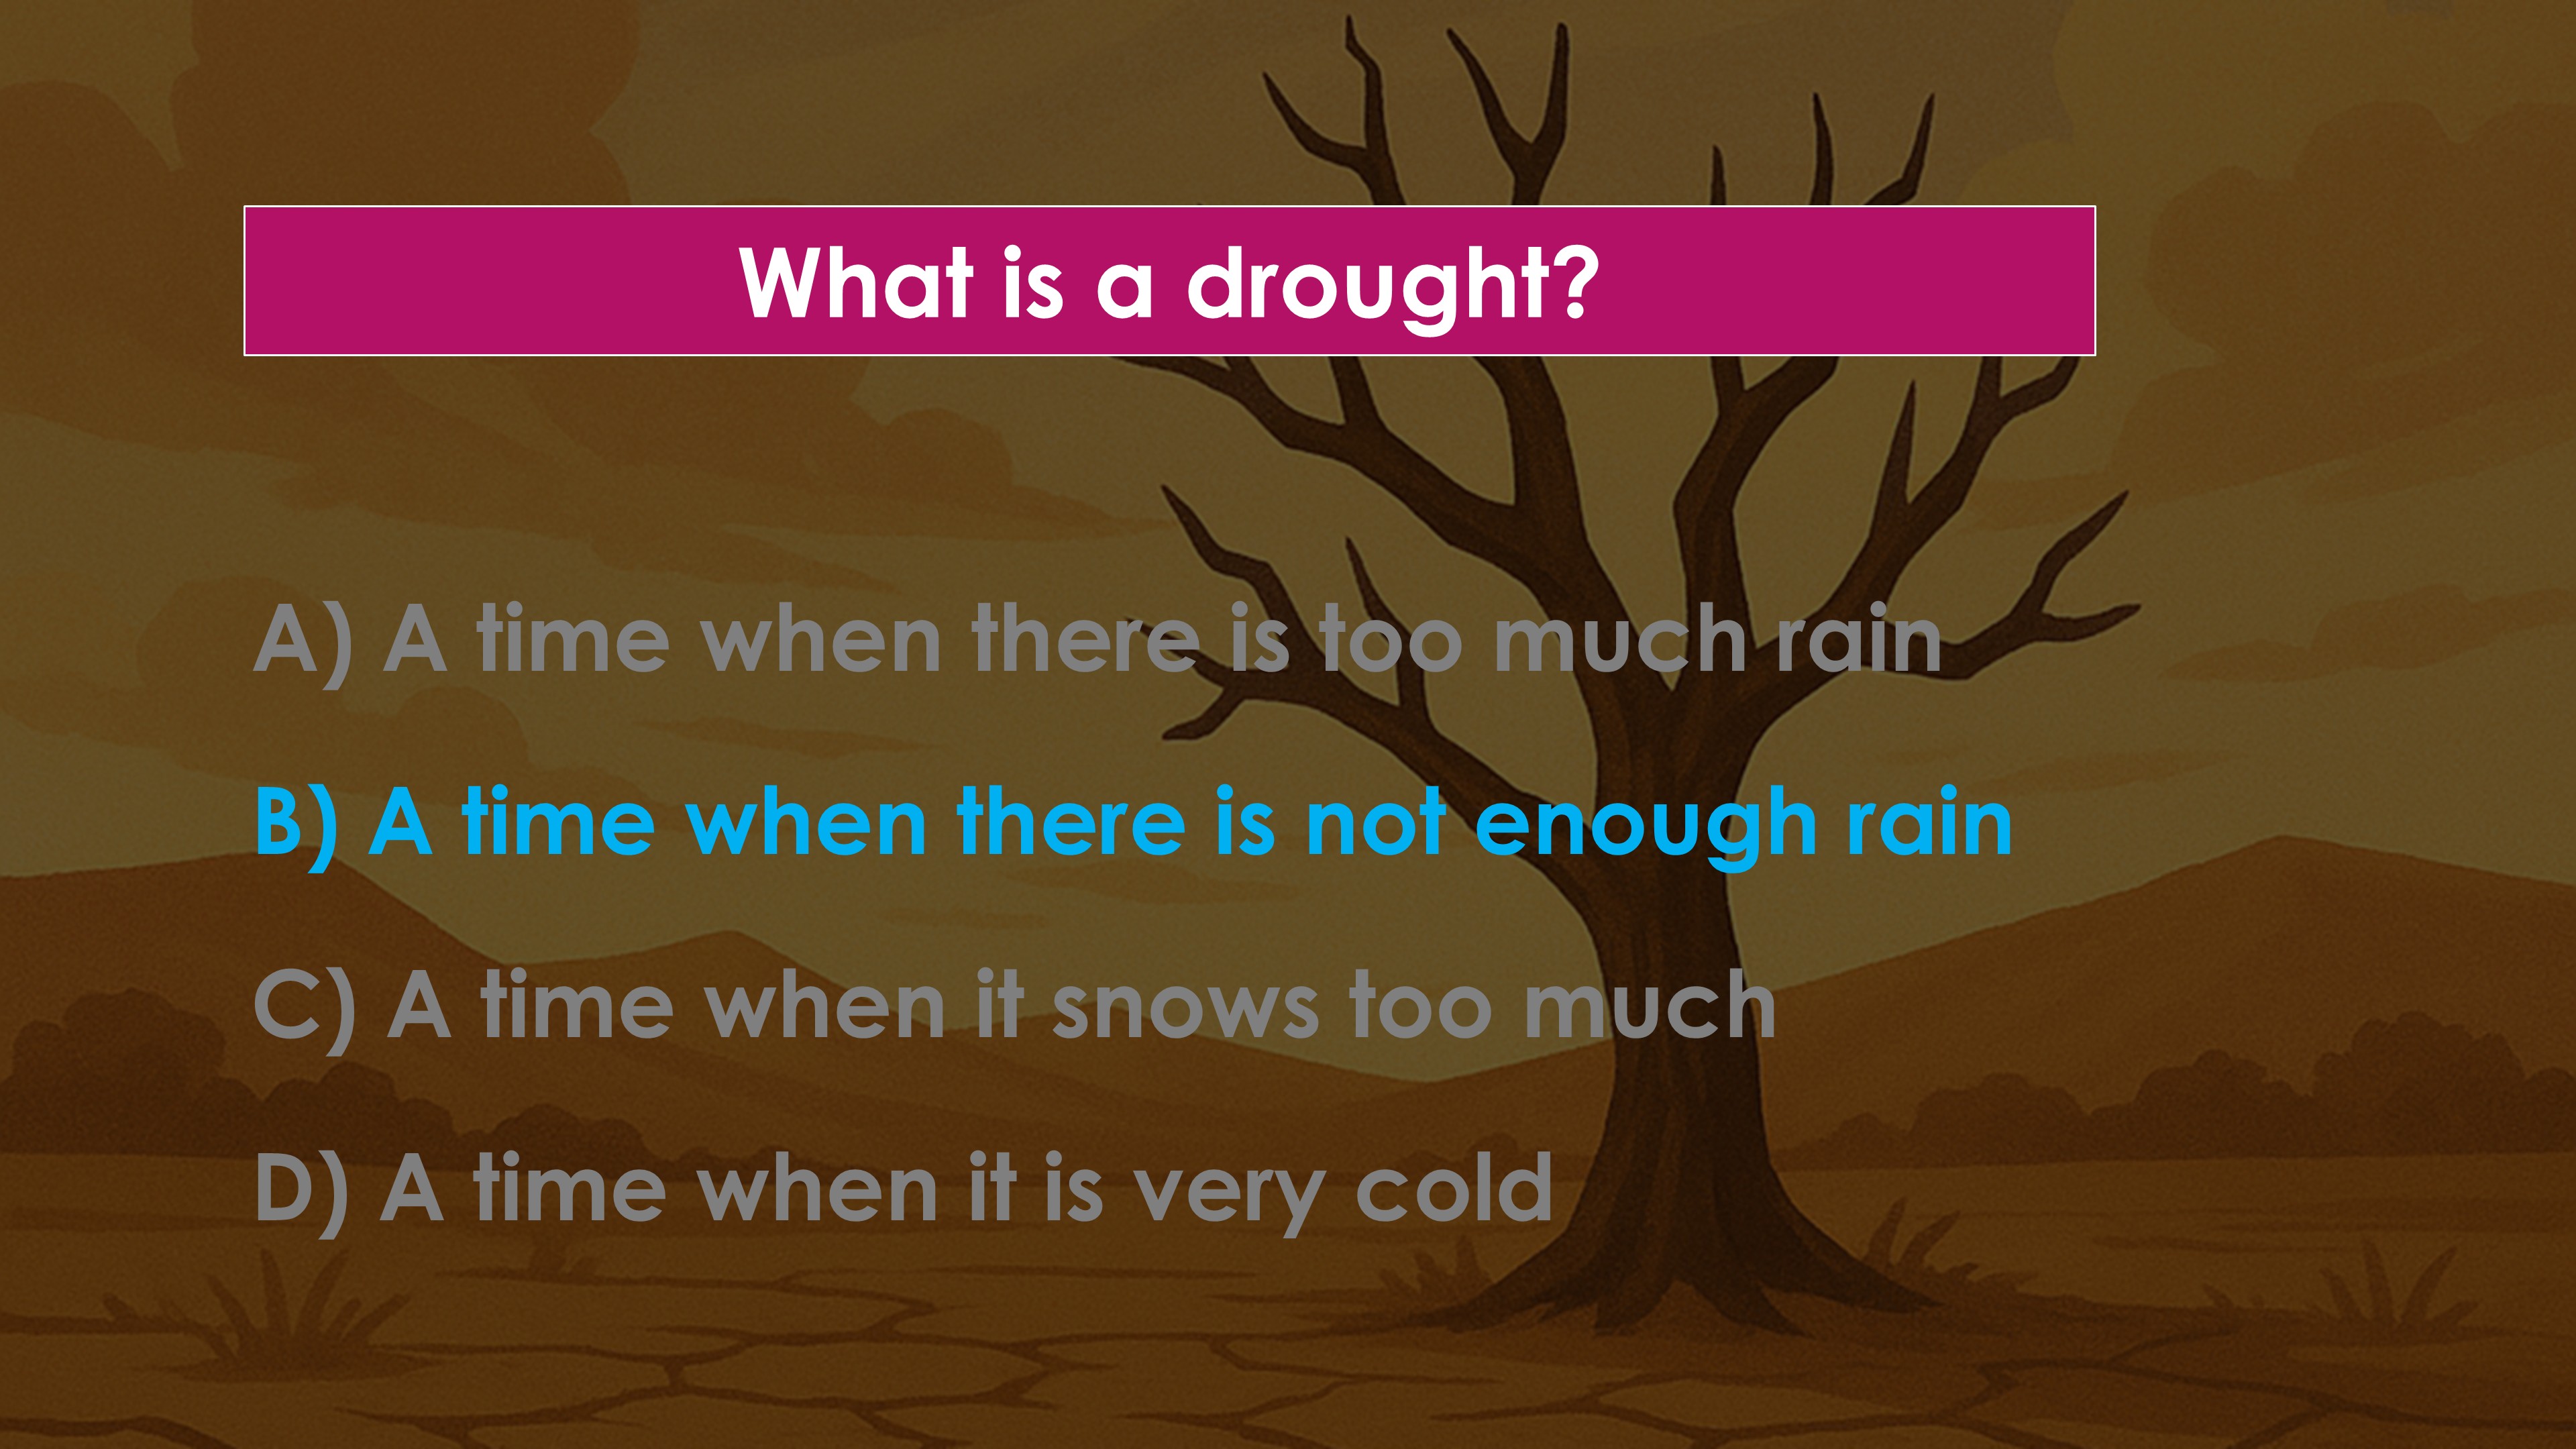 What is a drought?
A) A time when there is too much rain
B) A time when there is not enough rain
C) A time when it snows too much
D) A time when it is very cold